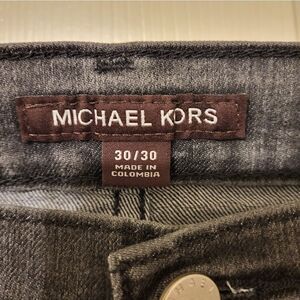 MICHAEL KORS
30/30
MADE IN
COLOMBIA